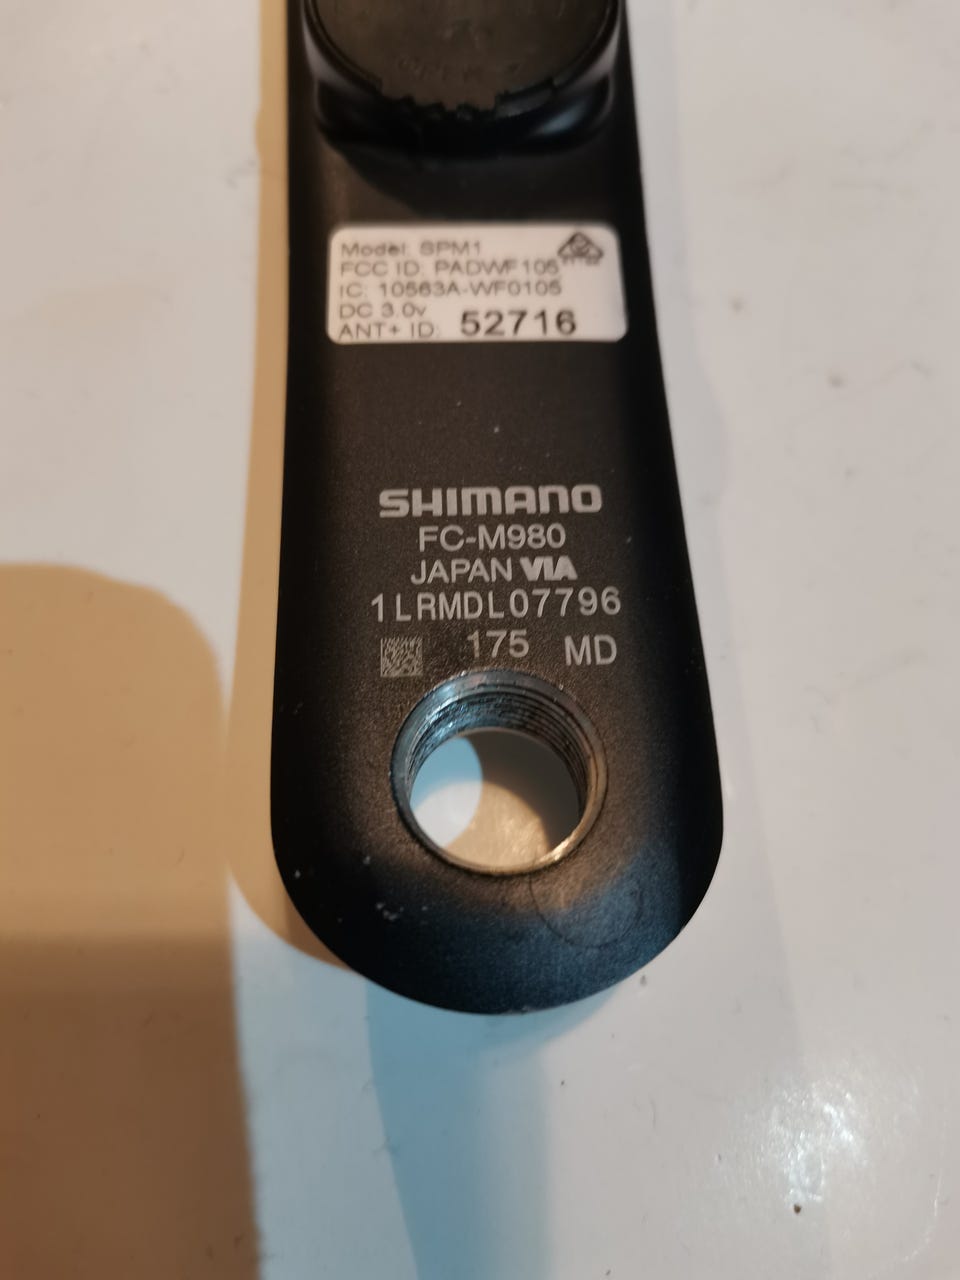 Model: SPM1
FCC ID: PADWF105
IC: 10563A-WF0105
DC 3.0v
ANT+ ID: 52716
SHIMANO
FC-M980
JAPAN VIA
1LRMDL07796
175 MD